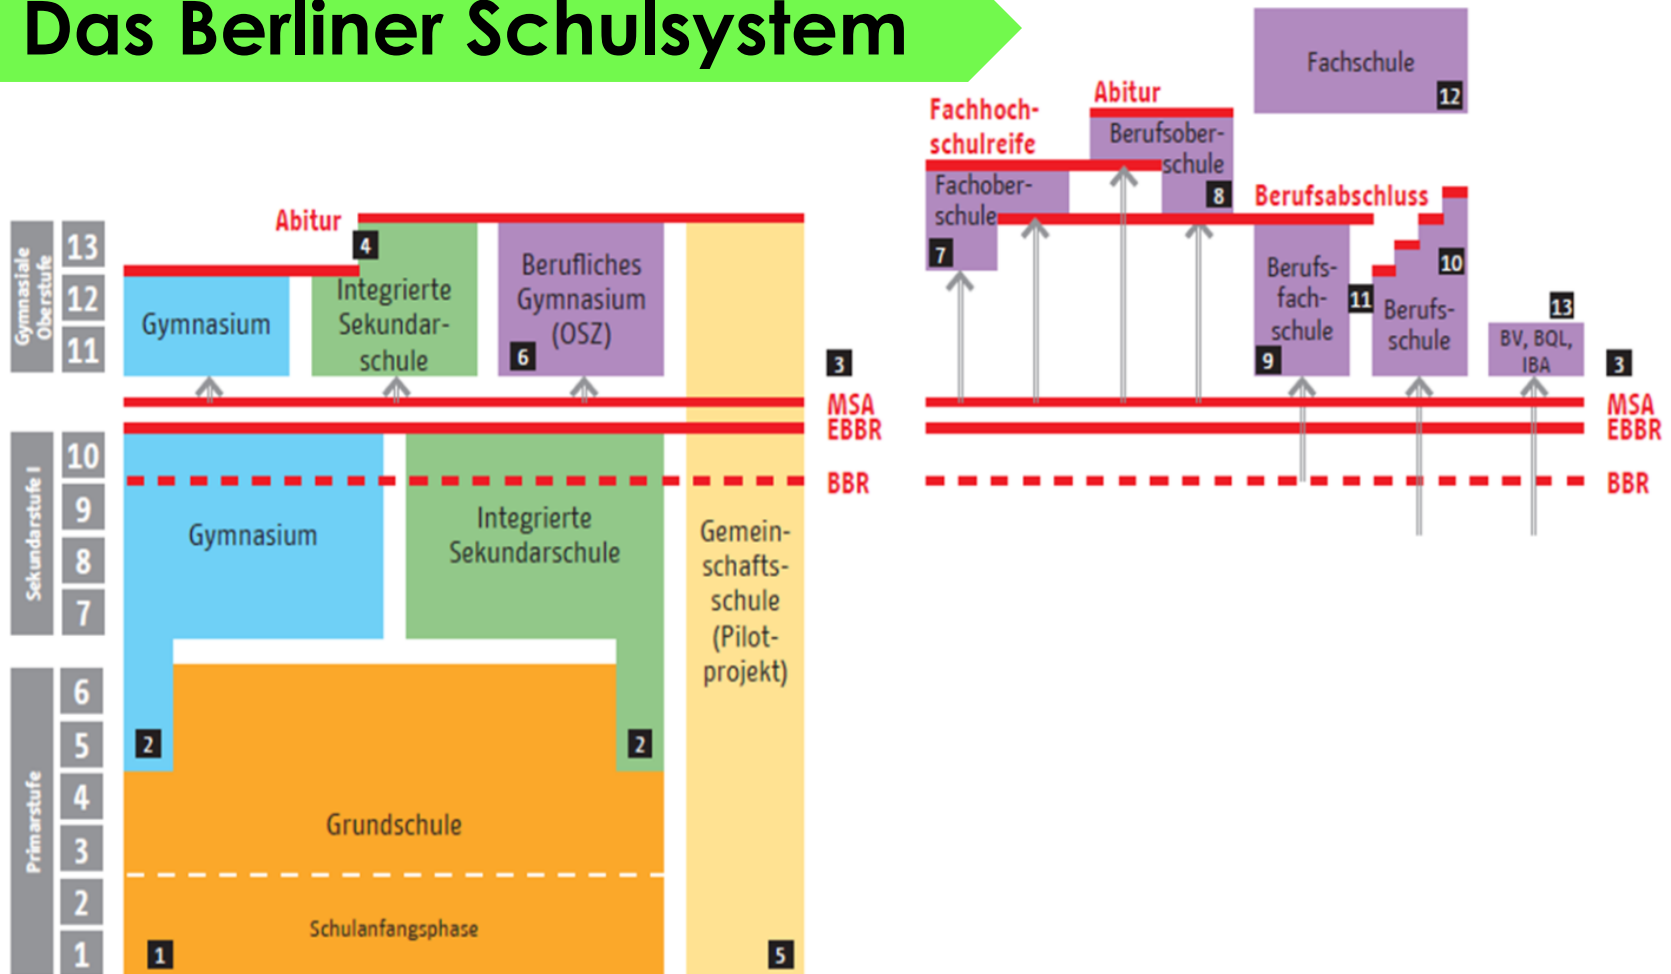 Das Berliner Schulsystem
Gymnasiale
Oberstufe
13
12
11
Sekundarstufe I
10
9
8
7
Primarstufe
6
5
4
3
2
1
Abitur
4
Gymnasium
Integrierte
Sekundar-
schule
Berufliches
Gymnasium
(OSZ)
6
3
MSA
EBBR
BBR
Gymnasium
Integrierte
Sekundarschule
Gemein-
schafts-
schule
(Pilot-
projekt)
2
2
Grundschule
Schulanfangsphase
1
5
Fachschule
12
Fachhoch-
schulreife
Abitur
Berufsober-
schule
8
Fachober-
schule
7
Berufsabschluss
Berufs-
fach-
schule
9
11
10
Berufs-
schule
13
BV, BQL,
IBA
3
MSA
EBBR
BBR